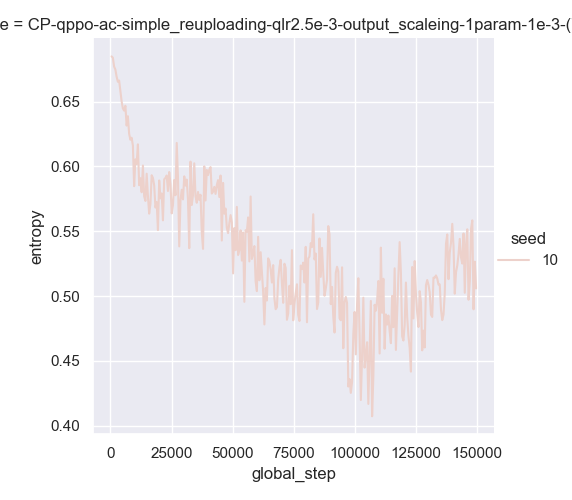 e = CP-qppo-ac-simple_reuploading-qlr2.5e-3-output_scaleing-1param-1e-3-(
0.65
0.60
0.55
0.50
0.45
0.40
entropy
0 25000 50000 75000 100000 125000 150000
global_step
seed
10